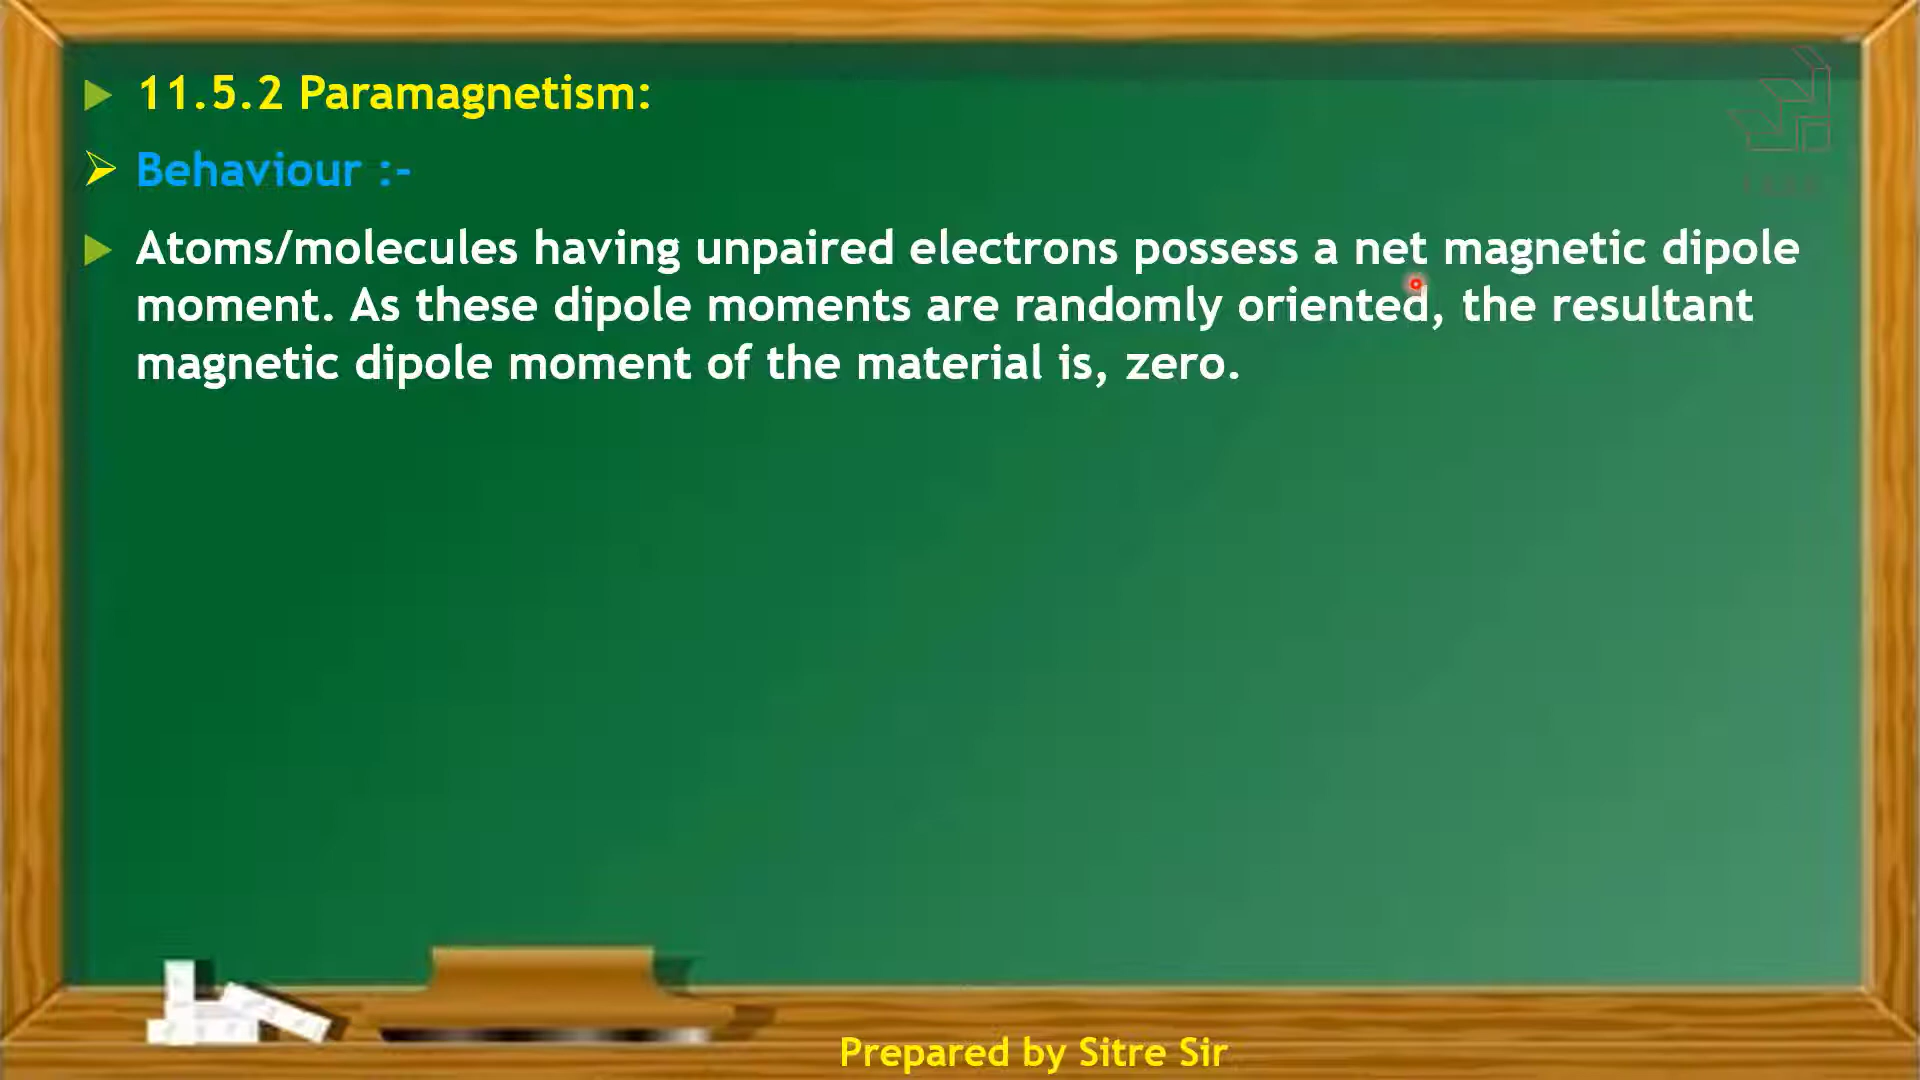 11.5.2 Paramagnetism:
Behaviour :-
Atoms/molecules having unpaired electrons possess a net magnetic dipole
moment. As these dipole moments are randomly oriented, the resultant
magnetic dipole moment of the material is, zero.
Prepared by Sitre Sir